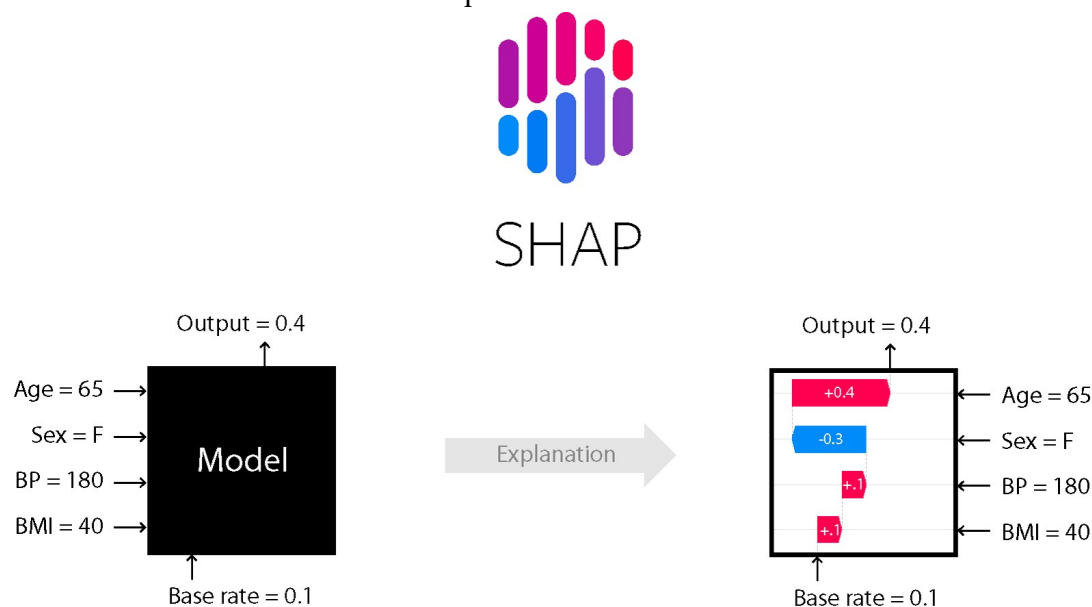 SHAP
Output = 0.4
Age = 65
Sex = F
BP = 180
BMI = 40
Model
Base rate = 0.1
Explanation
Output = 0.4
+0.4
Age = 65
-0.3
Sex = F
+.1
BP = 180
+.1
BMI = 40
Base rate = 0.1